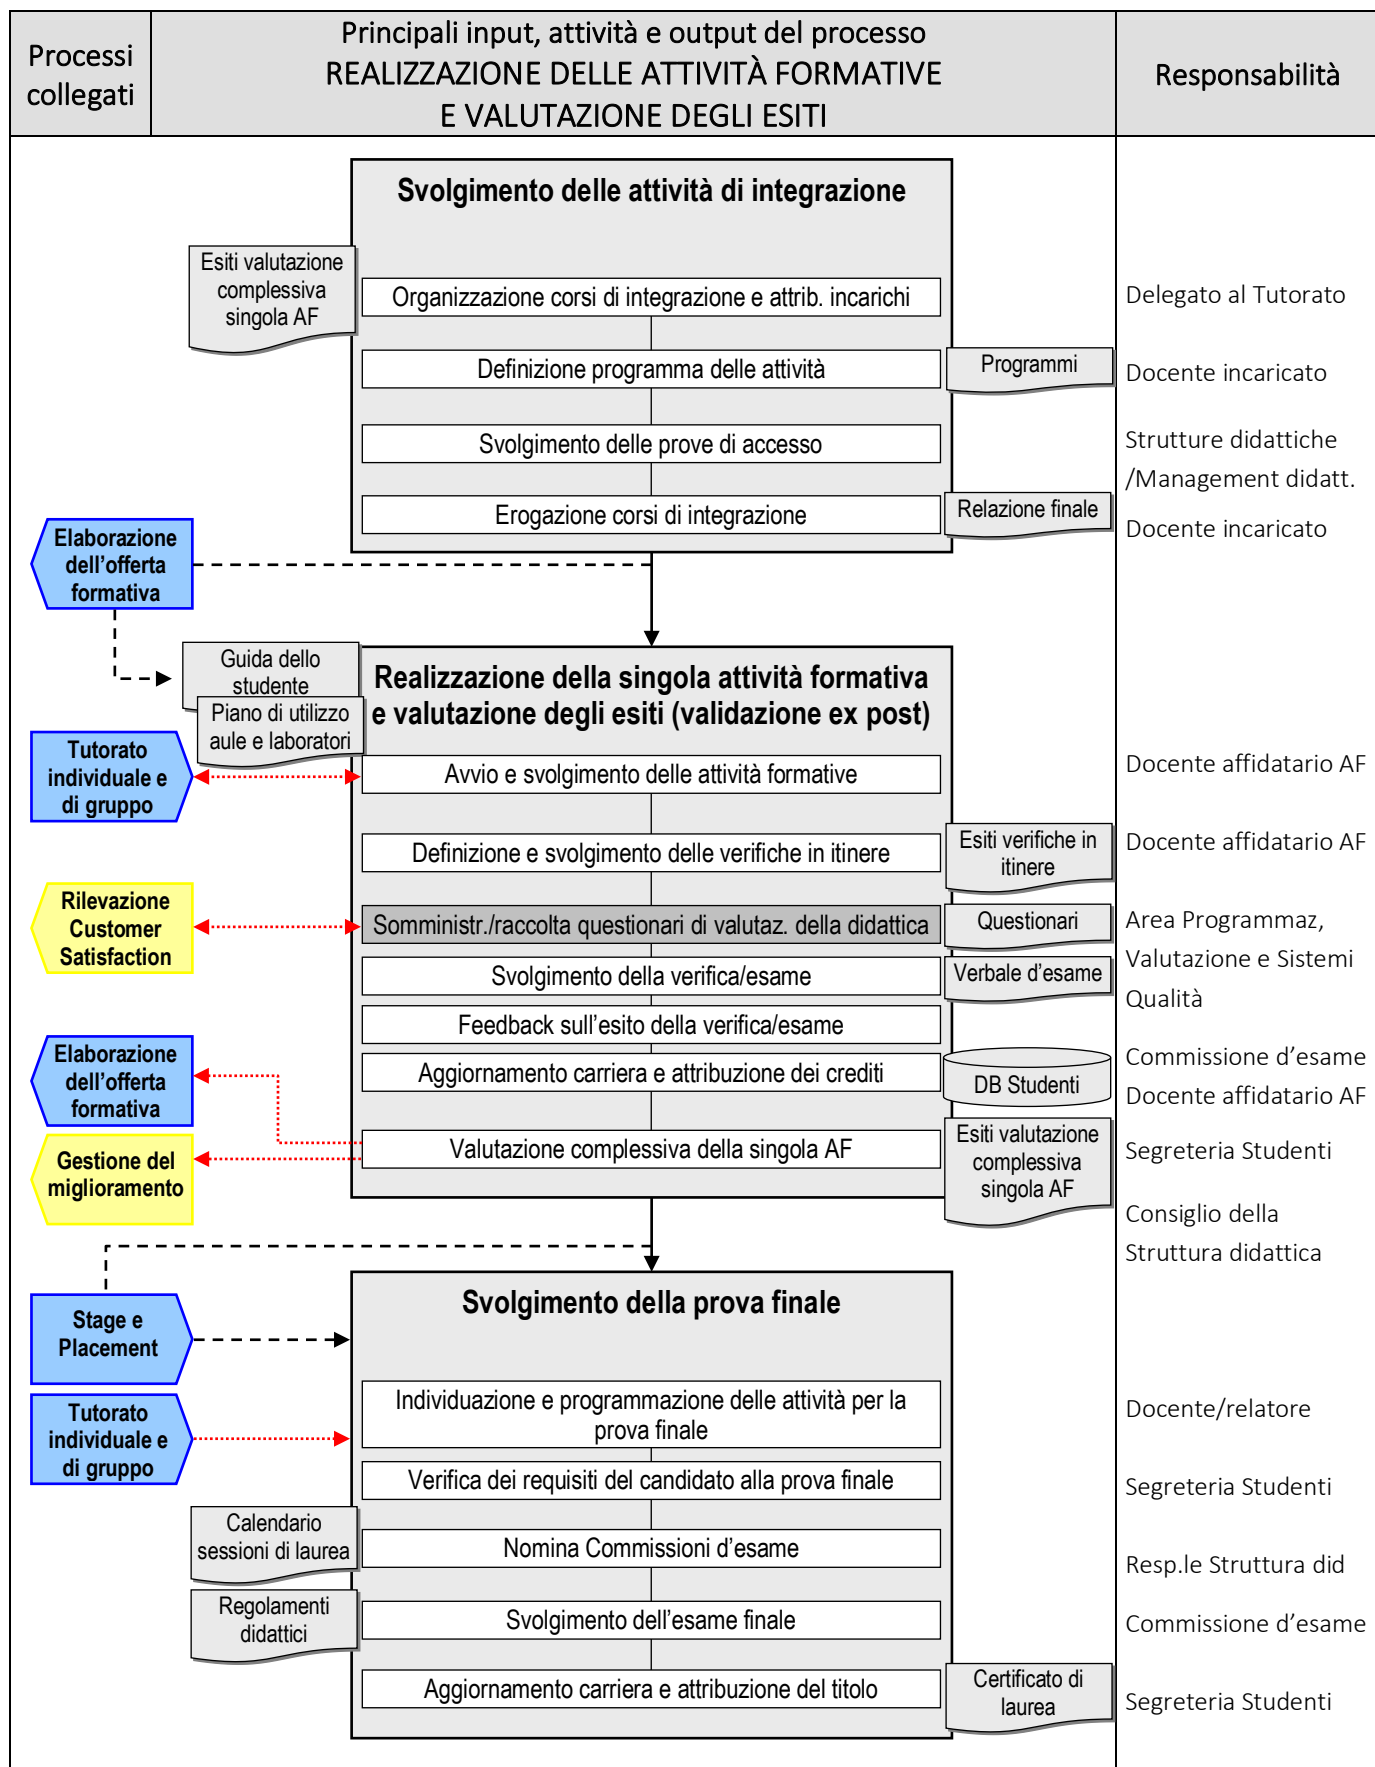 Processi
collegati
Principali input, attività e output del processo
REALIZZAZIONE DELLE ATTIVITÀ FORMATIVE
E VALUTAZIONE DEGLI ESITI
Responsabilità
Svolgimento delle attività di integrazione
Esiti valutazione
complessiva
singola AF
Organizzazione corsi di integrazione e attrib. incarichi
Delegato al Tutorato
Definizione programma delle attività
Programmi
Docente incaricato
Svolgimento delle prove di accesso
Strutture didattiche
/Management didatt.
Erogazione corsi di integrazione
Relazione finale
Docente incaricato
Elaborazione
dell’offerta
formativa
Guida dello
studente
Piano di utilizzo
aule e laboratori
Realizzazione della singola attività formativa
e valutazione degli esiti (validazione ex post)
Tutorato
individuale e
di gruppo
Avvio e svolgimento delle attività formative
Docente affidatario AF
Definizione e svolgimento delle verifiche in itinere
Esiti verifiche in
itinere
Docente affidatario AF
Rilevazione
Customer
Satisfaction
Somministr./raccolta questionari di valutaz. della didattica
Questionari
Area Programmaz,
Valutazione e Sistemi
Qualità
Svolgimento della verifica/esame
Verbale d’esame
Feedback sull’esito della verifica/esame
Elaborazione
dell’offerta
formativa
Aggiornamento carriera e attribuzione dei crediti
DB Studenti
Commissione d’esame
Docente affidatario AF
Gestione del
miglioramento
Valutazione complessiva della singola AF
Esiti valutazione
complessiva
singola AF
Segreteria Studenti
Consiglio della
Struttura didattica
Svolgimento della prova finale
Stage e
Placement
Tutorato
individuale e
di gruppo
Individuazione e programmazione delle attività per la
prova finale
Docente/relatore
Verifica dei requisiti del candidato alla prova finale
Segreteria Studenti
Calendario
sessioni di laurea
Nomina Commissioni d’esame
Resp.le Struttura did
Regolamenti
didattici
Svolgimento dell’esame finale
Commissione d’esame
Aggiornamento carriera e attribuzione del titolo
Certificato di
laurea
Segreteria Studenti